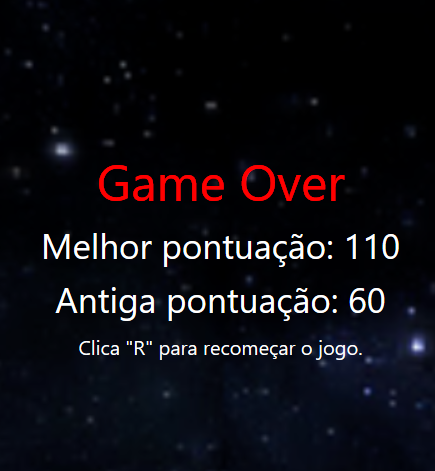 Game Over
Melhor pontuação: 110
Antiga pontuação: 60
Clica "R" para recomeçar o jogo.